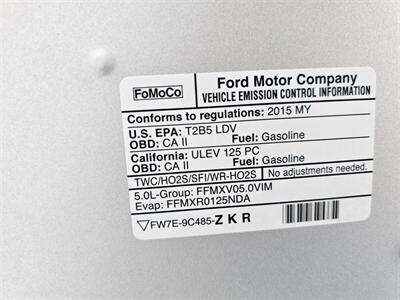 FoMoCo
Ford Motor Company
VEHICLE EMISSION CONTROL INFORMATION
Conforms to regulations: 2015 MY
U.S. EPA: T2B5 LDV
OBD: CA II Fuel: Gasoline
California: ULEV 125 PC
OBD: CA II Fuel: Gasoline
TWC/HO2S/SFI/WR-HO2S No adjustments needed.
5.0L-Group: FFMXV05.0VIM
Evap: FFMXR0125NDA
FW7E-9C485-ZKR